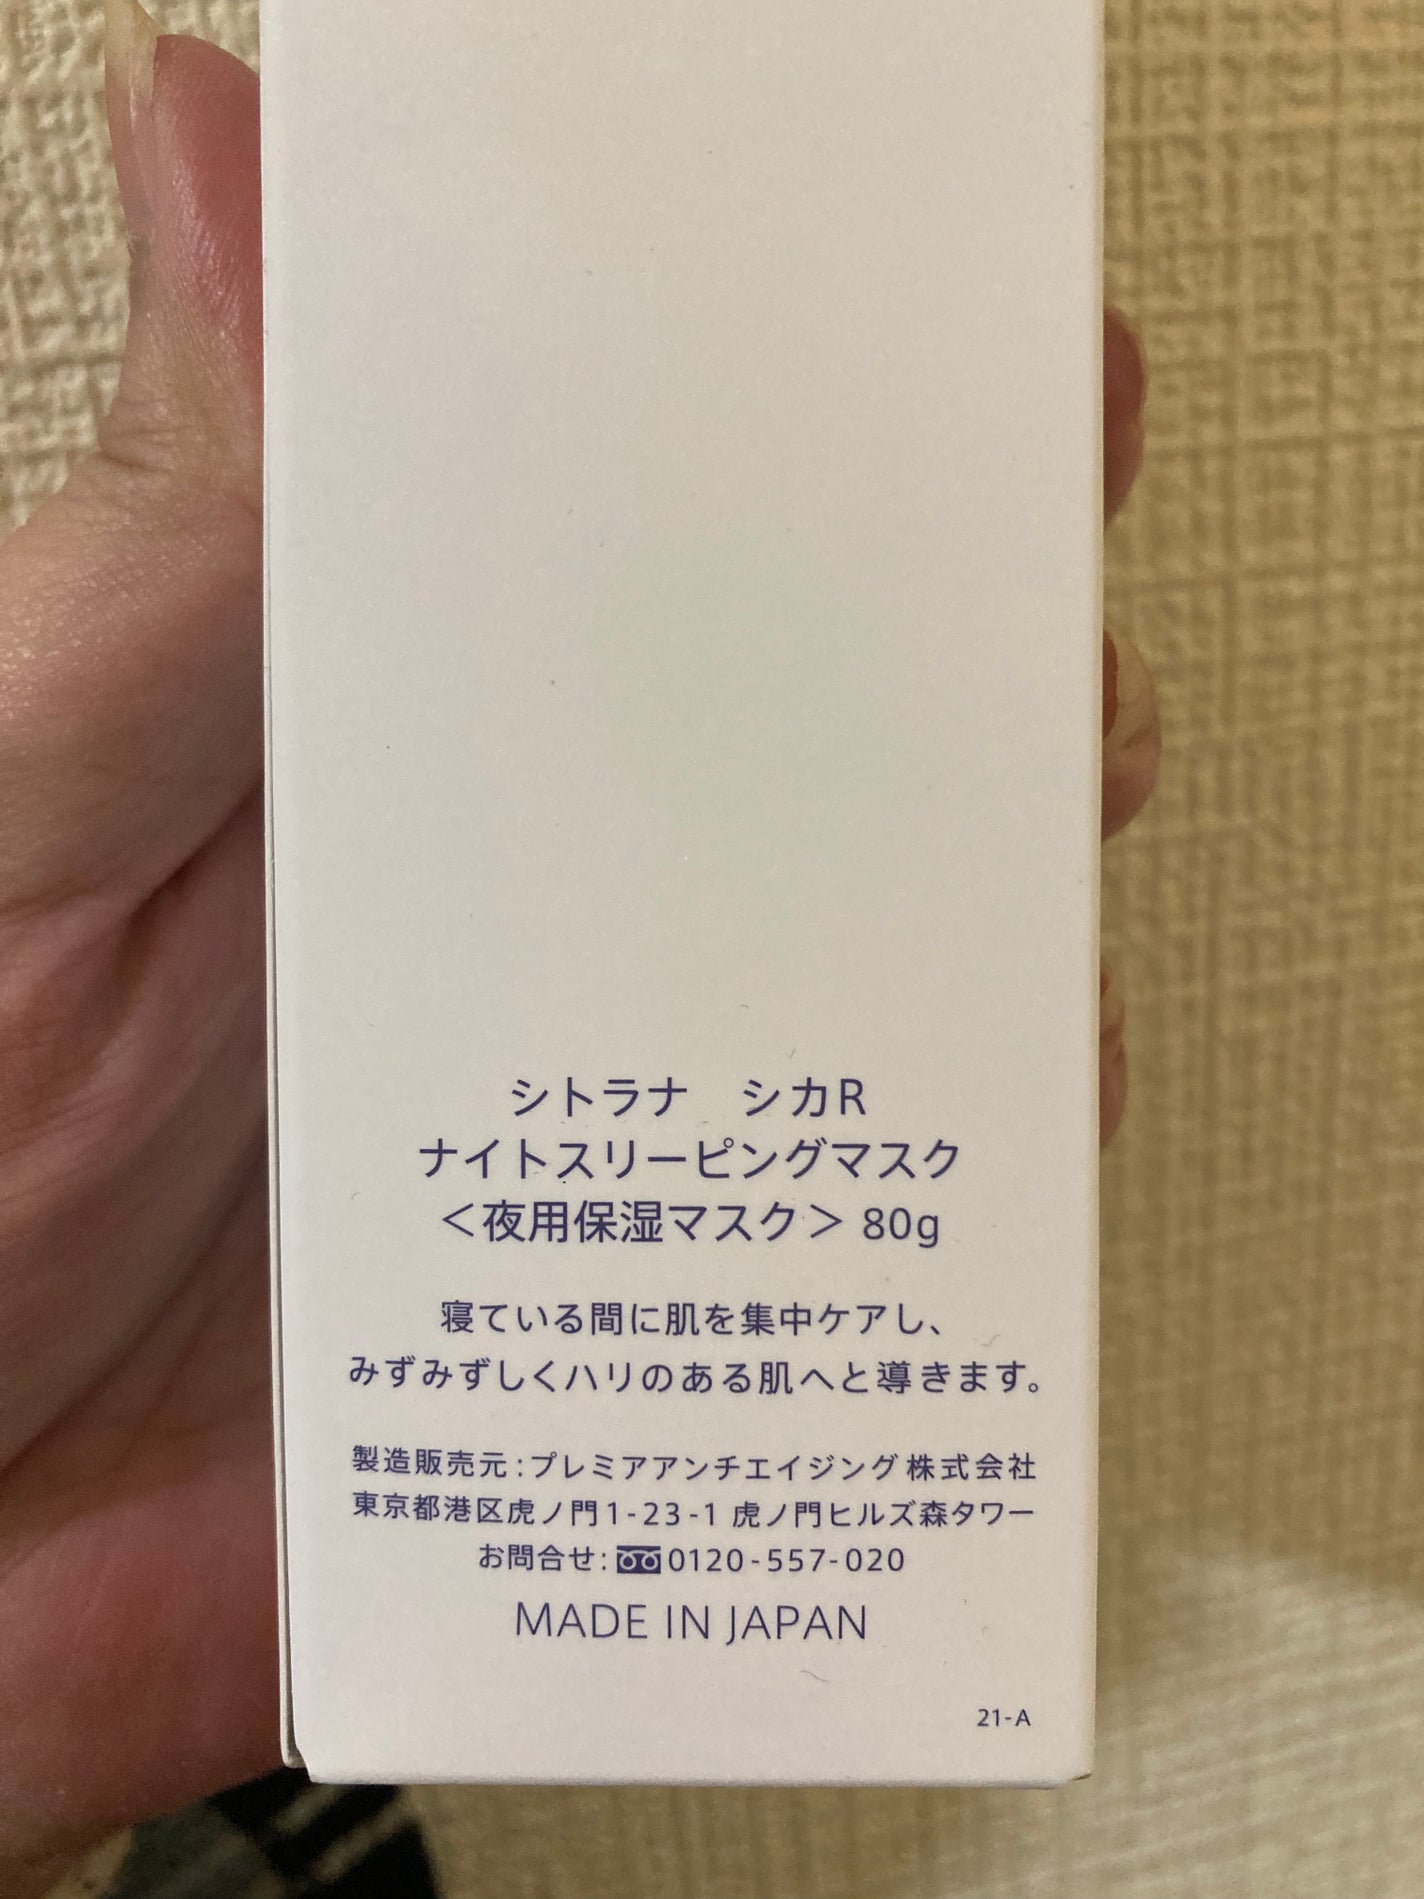 シトラナ　シカR
ナイトスリーピングマスク
＜夜用保湿マスク＞ 80g
寝ている間に肌を集中ケアし、
みずみずしくハリのある肌へと導きます。
製造販売元：プレミアアンチエイジング株式会社
東京都港区虎ノ門1-23-1 虎ノ門ヒルズ森タワー
お問合せ：0120-557-020
MADE IN JAPAN
21-A